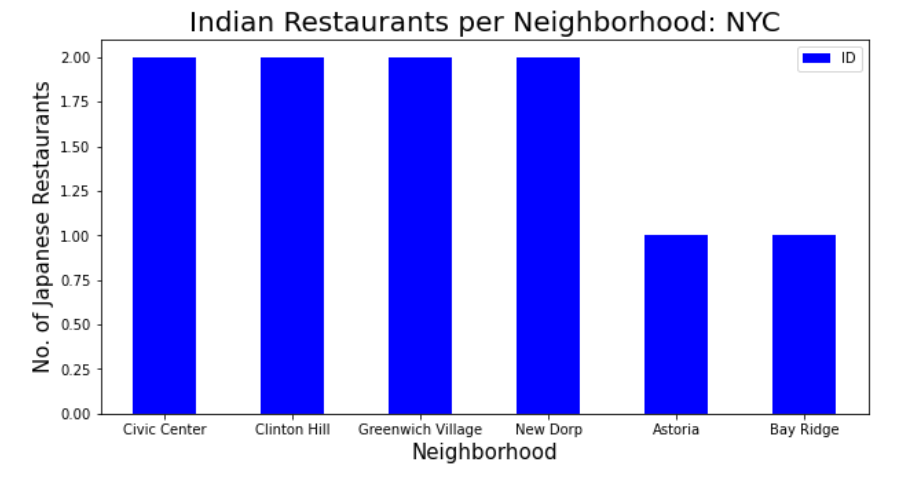 Indian Restaurants per Neighborhood: NYC
ID
No. of Japanese Restaurants
2.00
1.75
1.50
1.25
1.00
0.75
0.50
0.25
0.00
Civic Center Clinton Hill Greenwich Village New Dorp Astoria Bay Ridge
Neighborhood